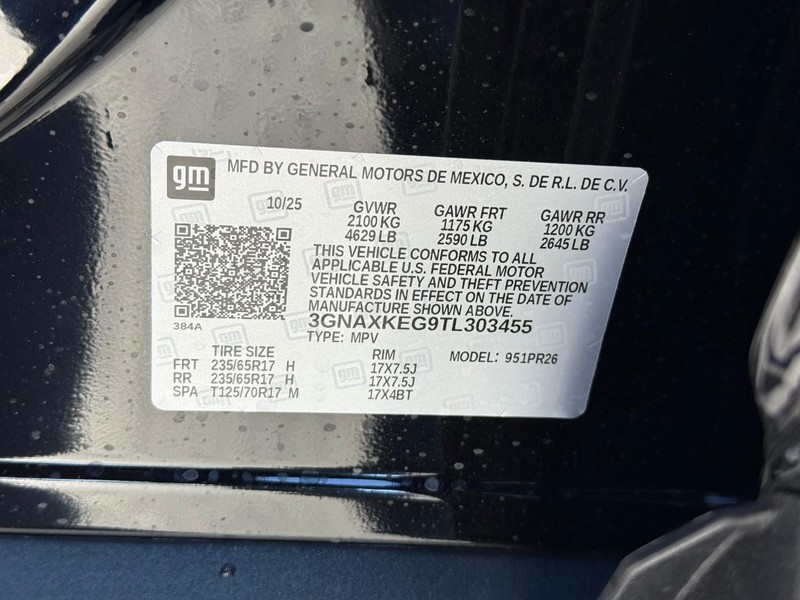 gm MFD BY GENERAL MOTORS DE MEXICO, S. DE R.L. DE C.V.
10/25 GVWR GAWR FRT GAWR RR
2100 KG 1175 KG 1200 KG
4629 LB 2590 LB 2645 LB
THIS VEHICLE CONFORMS TO ALL
APPLICABLE U.S. FEDERAL MOTOR
VEHICLE SAFETY AND THEFT PREVENTION
STANDARDS IN EFFECT ON THE DATE OF
MANUFACTURE SHOWN ABOVE.
384A 3GNAXKEG9TL303455
TYPE: MPV
TIRE SIZE RIM MODEL: 951PR26
FRT 235/65R17 H 17X7.5J
RR 235/65R17 H 17X7.5J
SPA T125/70R17 M 17X4BT